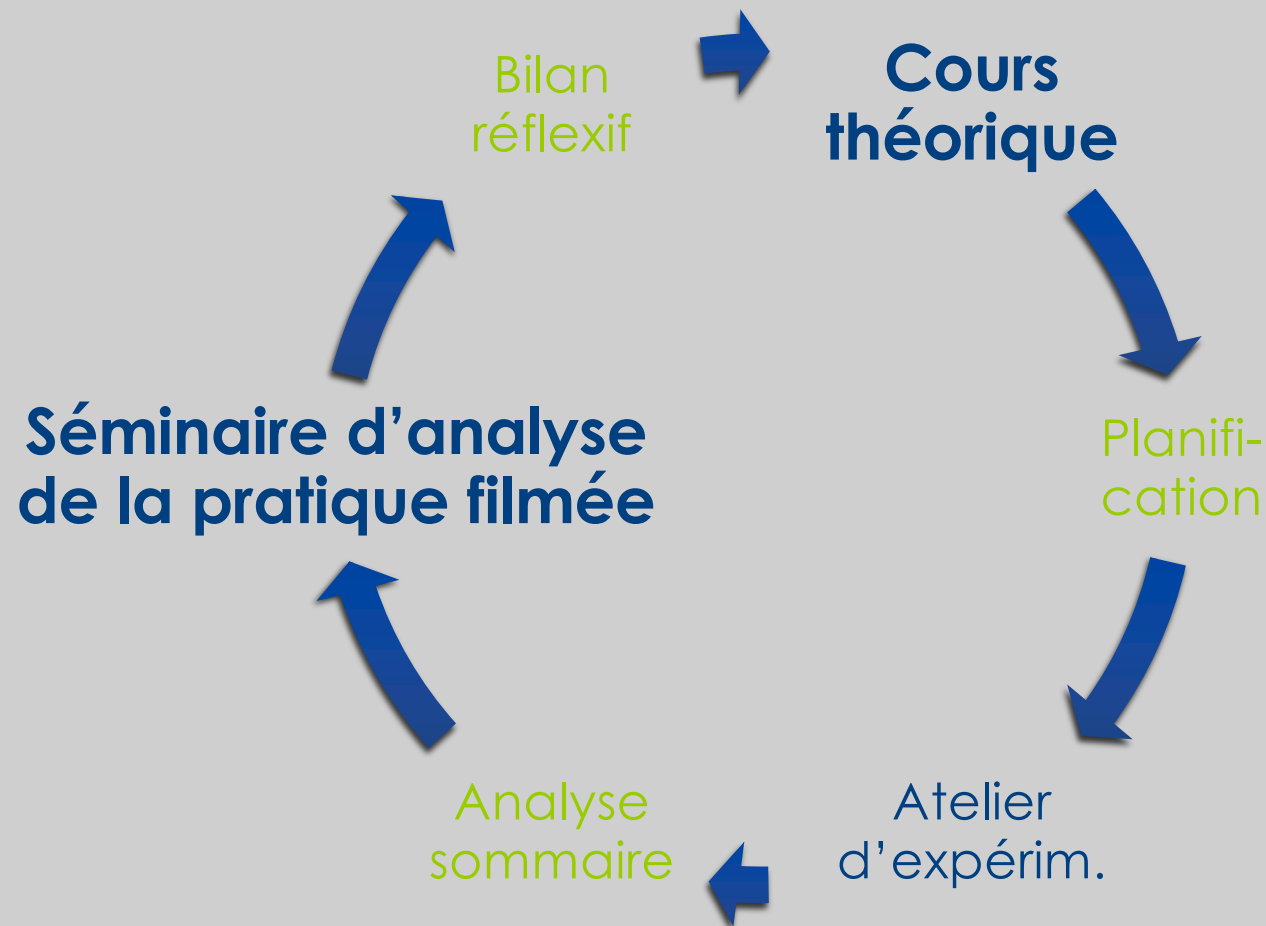 Bilan
réflexif
Cours
théorique
Séminaire d’analyse
de la pratique filmée
Planifi-
cation
Analyse
sommaire
Atelier
d’expérim.